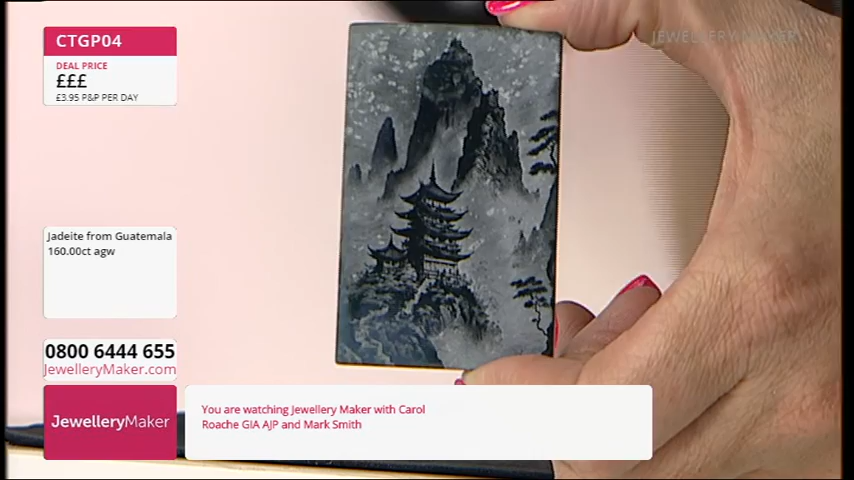 CTGP04
JEWELLERY MAKER
DEAL PRICE
£££
£3.95 P&P PER DAY
Jadeite from Guatemala
160.00ct agw
0800 6444 655
JewelleryMaker.com
JewelleryMaker
You are watching Jewellery Maker with Carol
Roache GIA AJP and Mark Smith